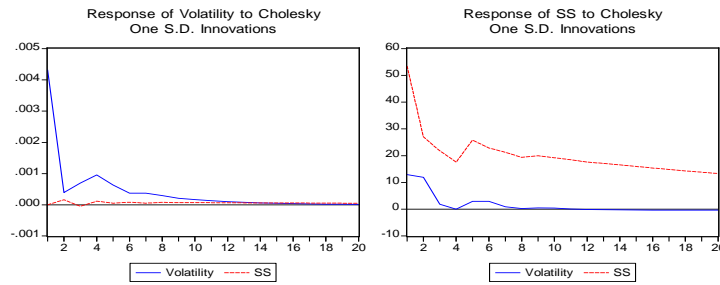 Response of Volatility to Cholesky
One S.D. Innovations
.005
.004
.003
.002
.001
.000
-.001
2 4 6 8 10 12 14 16 18 20
Volatility SS
Response of SS to Cholesky
One S.D. Innovations
60
50
40
30
20
10
0
-10
2 4 6 8 10 12 14 16 18 20
Volatility SS